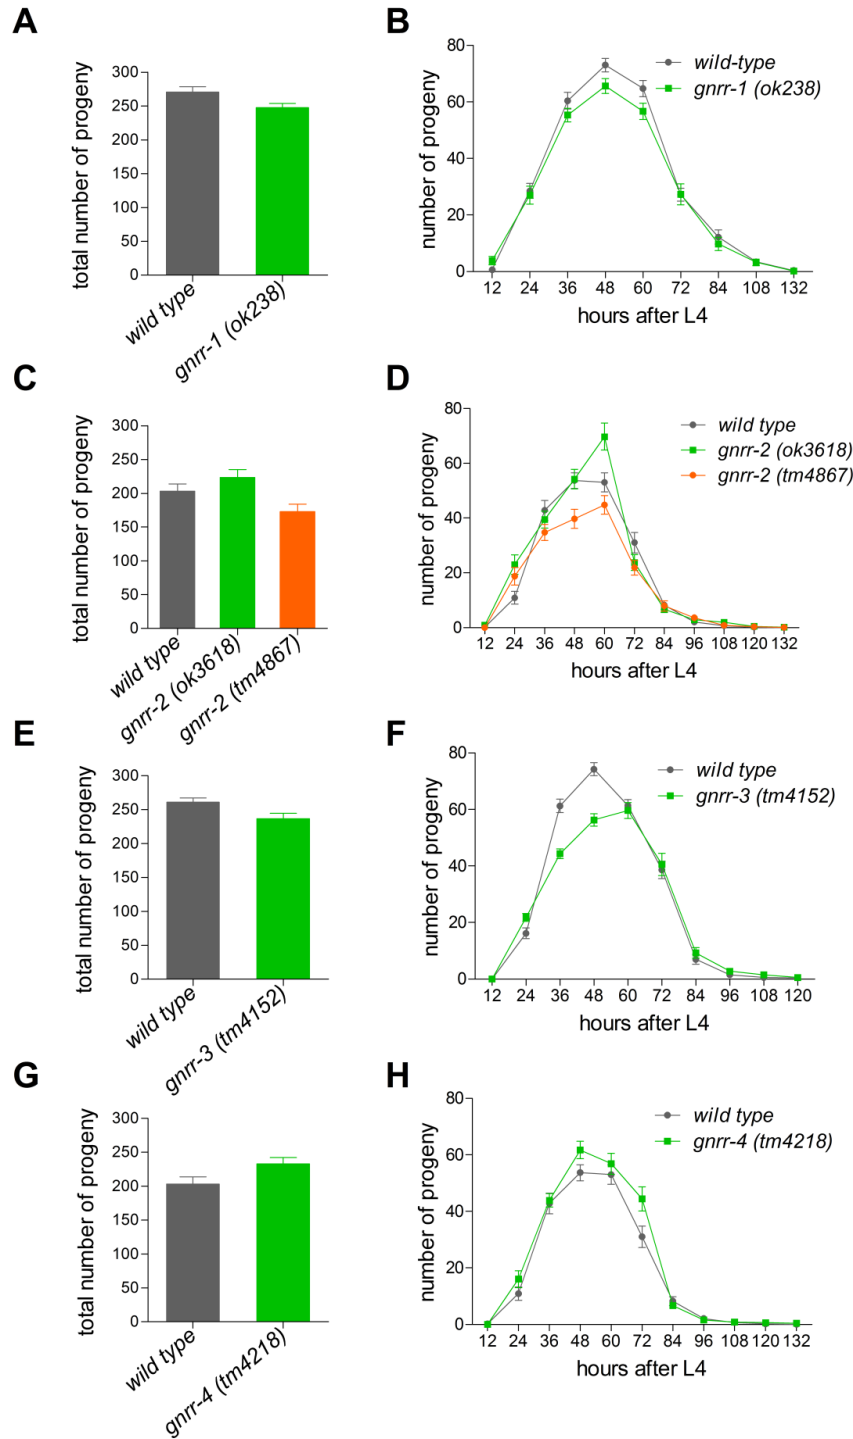 A
total number of progeny
300
250
200
150
100
50
0
wild type
gnrr-1 (ok238)
B
number of progeny
80
60
40
20
0
12 24 36 48 60 72 84 108 132
hours after L4
wild-type
gnrr-1 (ok238)
C
total number of progeny
300
250
200
150
100
50
0
wild type
gnrr-2 (ok3618)
gnrr-2 (tm4867)
D
number of progeny
80
60
40
20
0
12 24 36 48 60 72 84 96 108 120 132
hours after L4
wild type
gnrr-2 (ok3618)
gnrr-2 (tm4867)
E
total number of progeny
300
250
200
150
100
50
0
wild type
gnrr-3 (tm4152)
F
number of progeny
80
60
40
20
0
12 24 36 48 60 72 84 96 108 120
hours after L4
wild type
gnrr-3 (tm4152)
G
total number of progeny
300
250
200
150
100
50
0
wild type
gnrr-4 (tm4218)
H
number of progeny
80
60
40
20
0
12 24 36 48 60 72 84 96 108 120 132
hours after L4
wild type
gnrr-4 (tm4218)